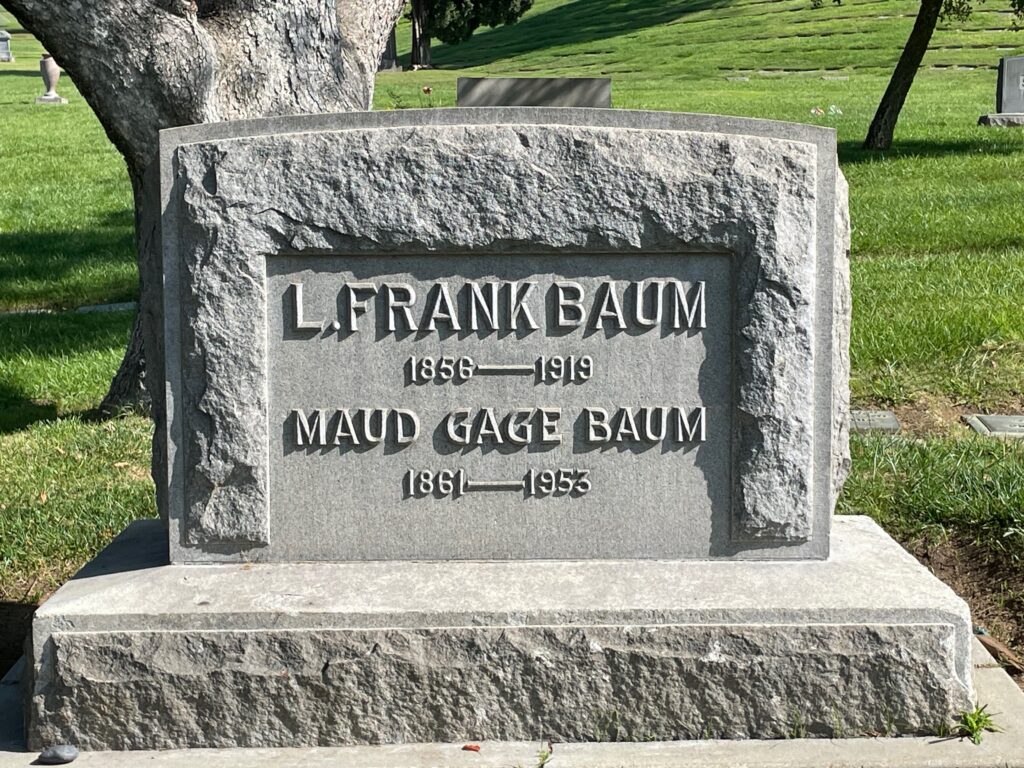 L. FRANK BAUM
1856—1919
MAUD GAGE BAUM
1861—1953